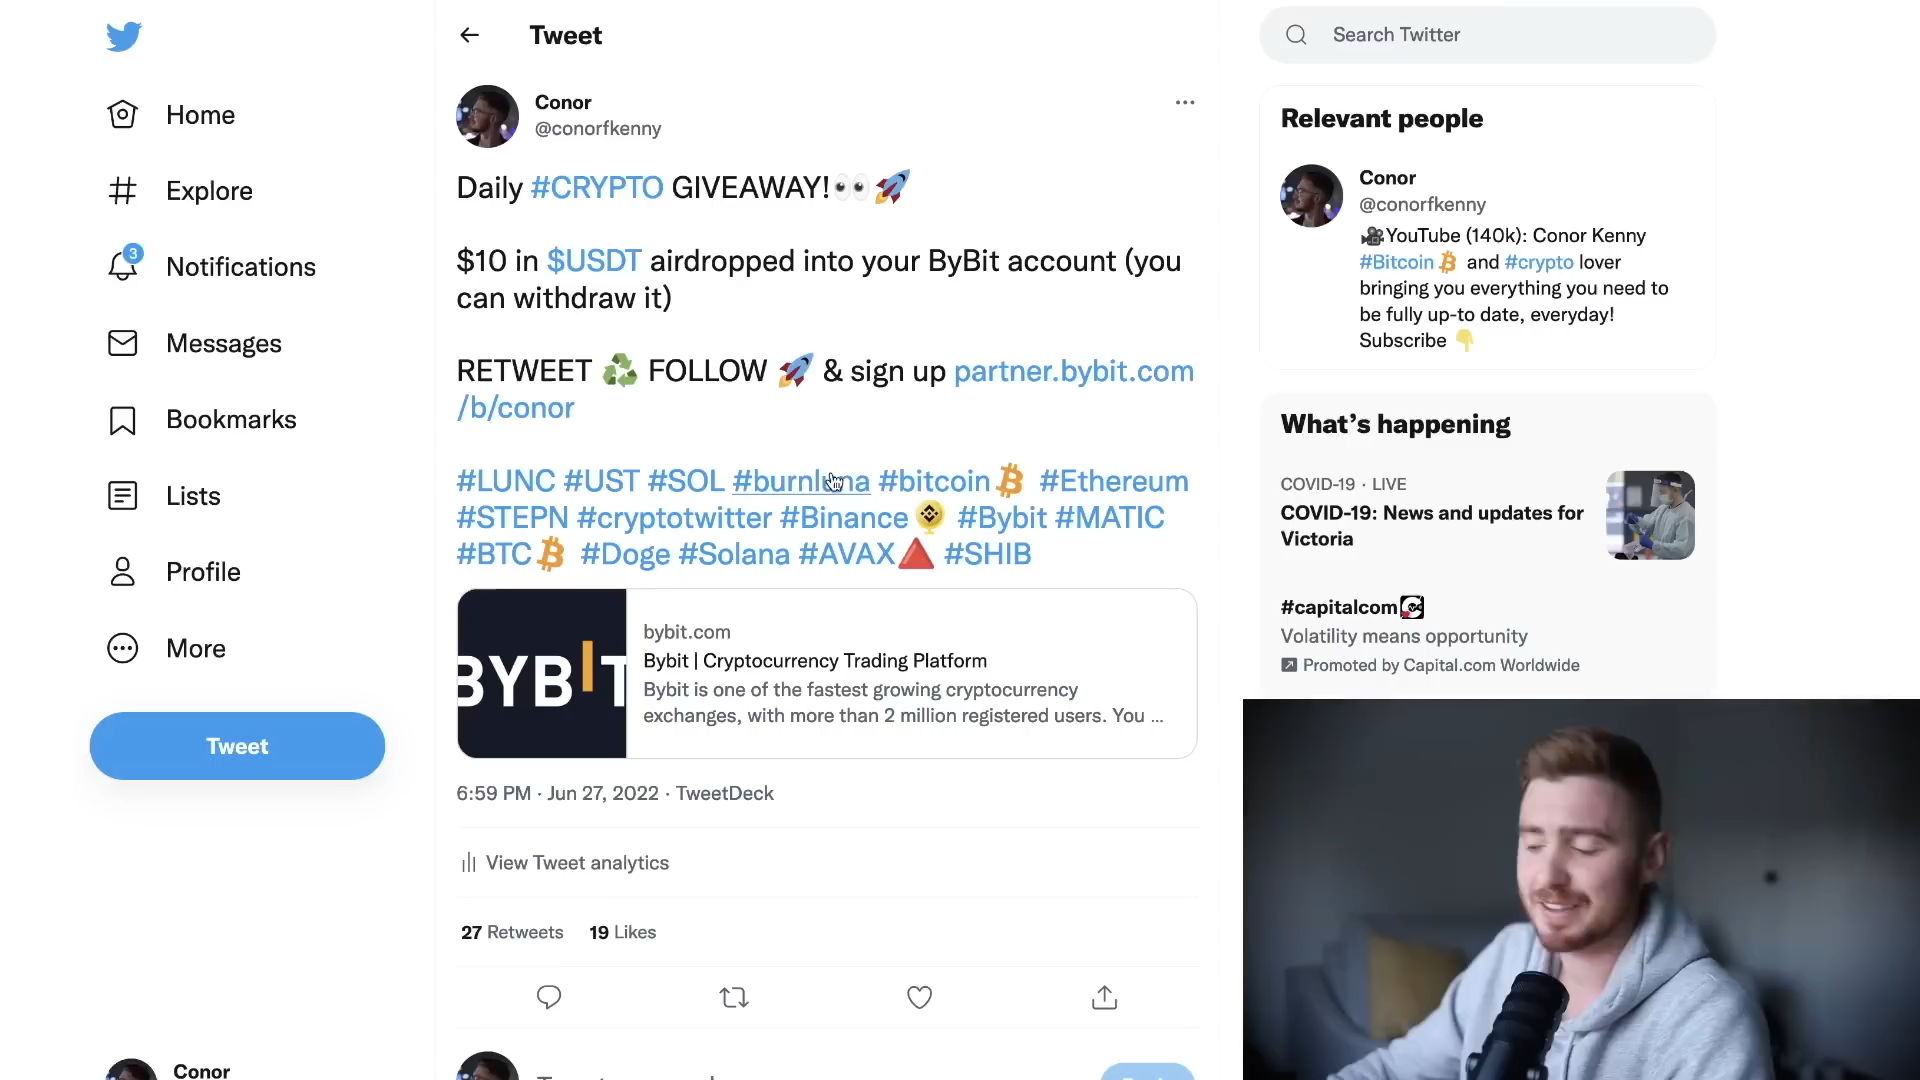 Home
Explore
3
Notifications
Messages
Bookmarks
Lists
Profile
More
Tweet
Conor
Tweet
Conor
@conorfkenny
Daily #CRYPTO GIVEAWAY!👀🚀
$10 in $USDT airdropped into your ByBit account (you
can withdraw it)
RETWEET ♻️ FOLLOW 🚀 & sign up partner.bybit.com
/b/conor
#LUNC #UST #SOL #burnluna #bitcoin #Ethereum
#STEPN #cryptotwitter #Binance #Bybit #MATIC
#BTC #Doge #Solana #AVAX🔺 #SHIB
BYBIT
bybit.com
Bybit | Cryptocurrency Trading Platform
Bybit is one of the fastest growing cryptocurrency
exchanges, with more than 2 million registered users. You ...
6:59 PM · Jun 27, 2022 · TweetDeck
View Tweet analytics
27 Retweets 19 Likes
Search Twitter
Relevant people
Conor
@conorfkenny
🎥YouTube (140k): Conor Kenny
#Bitcoin and #crypto lover
bringing you everything you need to
be fully up-to date, everyday!
Subscribe 👇
What's happening
COVID-19 · LIVE
COVID-19: News and updates for
Victoria
#capitalcom
Volatility means opportunity
Promoted by Capital.com Worldwide